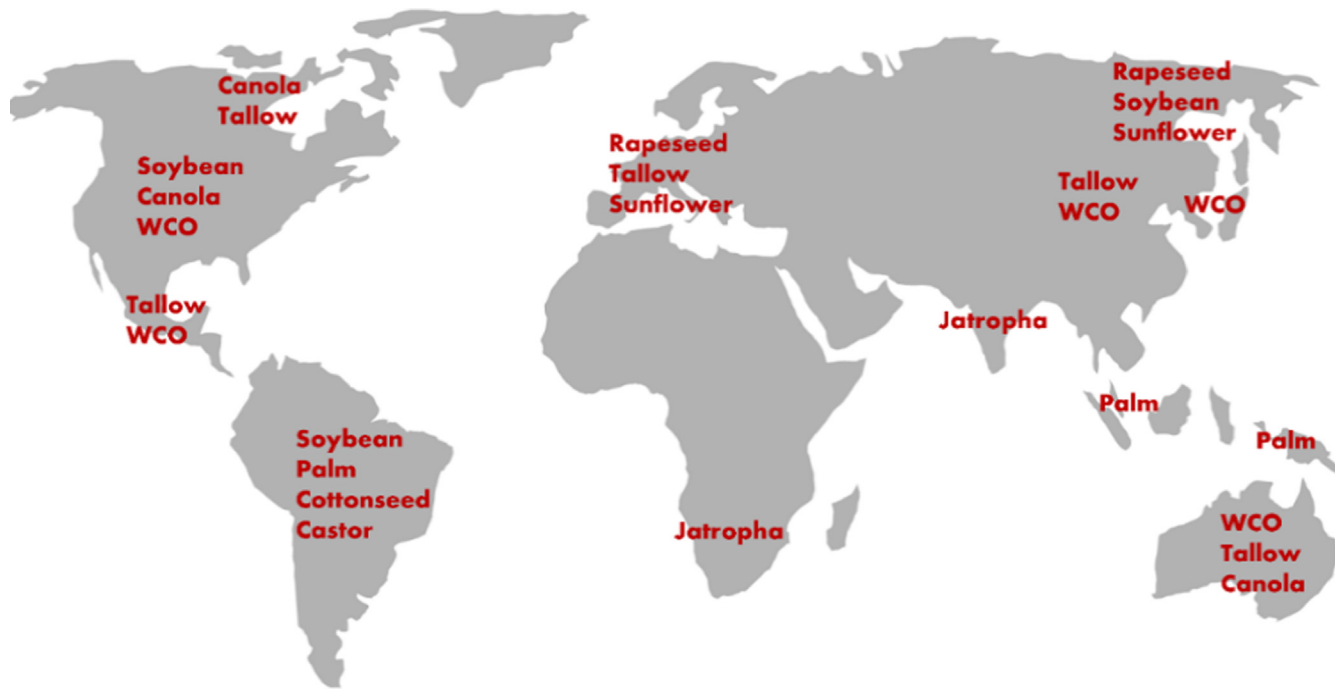 Canola
Tallow
Soybean
Canola
WCO
Tallow
WCO
Soybean
Palm
Cottonseed
Castor
Rapeseed
Tallow
Sunflower
Jatropha
Rapeseed
Soybean
Sunflower
Tallow
WCO
WCO
Jatropha
Palm
Palm
WCO
Tallow
Canola